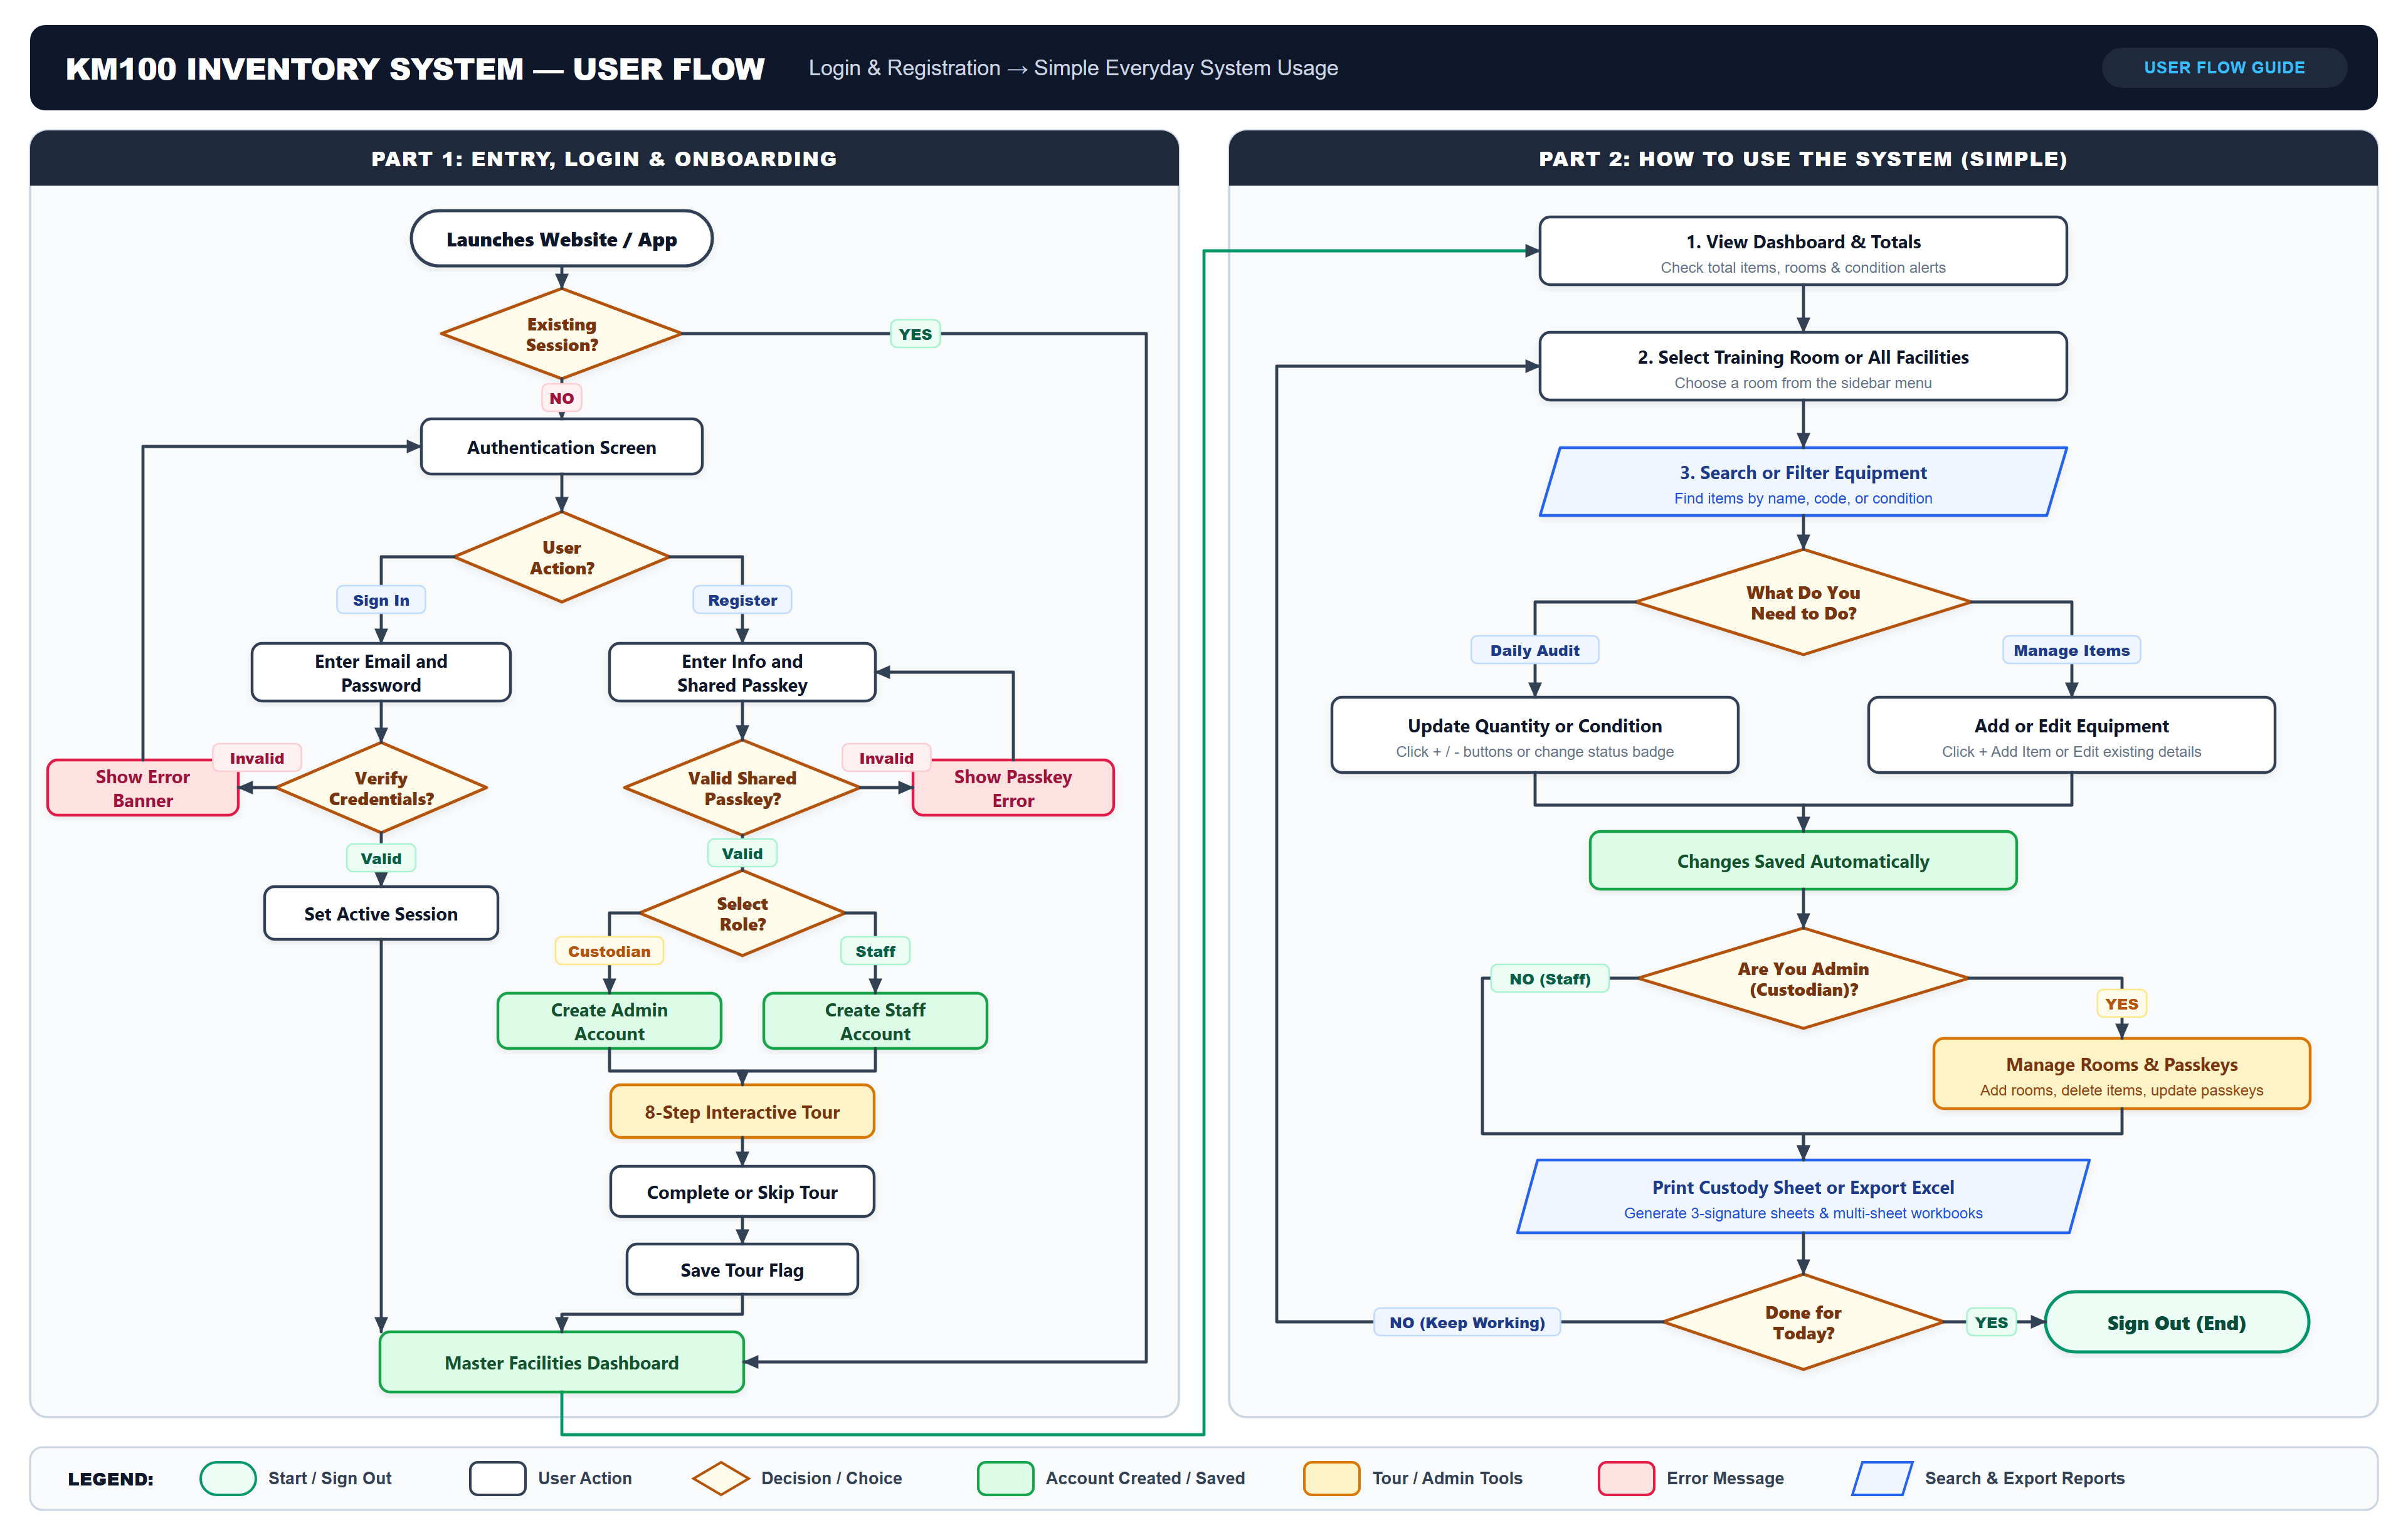 KM100 INVENTORY SYSTEM — USER FLOW
Login & Registration → Simple Everyday System Usage
USER FLOW GUIDE
PART 1: ENTRY, LOGIN & ONBOARDING
Launches Website / App
Existing
Session?
YES
NO
Authentication Screen
User
Action?
Sign In
Register
Enter Email and
Password
Enter Info and
Shared Passkey
Invalid
Show Error
Banner
Verify
Credentials?
Valid Shared
Passkey?
Invalid
Show Passkey
Error
Valid
Valid
Set Active Session
Select
Role?
Custodian
Staff
Create Admin
Account
Create Staff
Account
8-Step Interactive Tour
Complete or Skip Tour
Save Tour Flag
Master Facilities Dashboard
PART 2: HOW TO USE THE SYSTEM (SIMPLE)
1. View Dashboard & Totals
Check total items, rooms & condition alerts
2. Select Training Room or All Facilities
Choose a room from the sidebar menu
3. Search or Filter Equipment
Find items by name, code, or condition
What Do You
Need to Do?
Daily Audit
Manage Items
Update Quantity or Condition
Click + / - buttons or change status badge
Add or Edit Equipment
Click + Add Item or Edit existing details
Changes Saved Automatically
Are You Admin
(Custodian)?
NO (Staff)
YES
Manage Rooms & Passkeys
Add rooms, delete items, update passkeys
Print Custody Sheet or Export Excel
Generate 3-signature sheets & multi-sheet workbooks
Done for
Today?
NO (Keep Working)
YES
Sign Out (End)
LEGEND:
Start / Sign Out
User Action
Decision / Choice
Account Created / Saved
Tour / Admin Tools
Error Message
Search & Export Reports